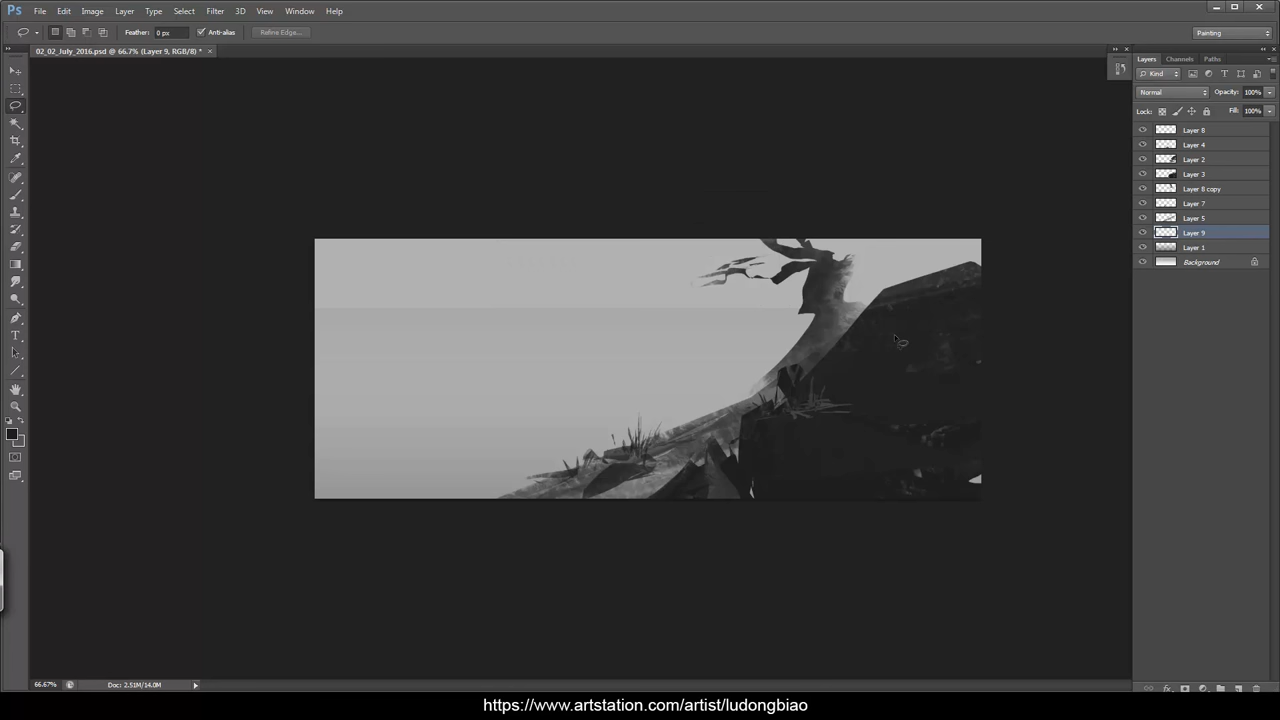 Ps File Edit Image Layer Type Select Filter 3D View Window Help
Feather: 0 px Anti-alias Refine Edge... Painting
02_02_July_2016.psd @ 66.7% (Layer 9, RGB/8) * ×
Layers Channels Paths
Kind
Normal Opacity: 100%
Lock: Fill: 100%
Layer 8
Layer 4
Layer 2
Layer 3
Layer 8 copy
Layer 7
Layer 5
Layer 9
Layer 1
Background
66.67% Doc: 2.51M/14.0M
https://www.artstation.com/artist/ludongbiao